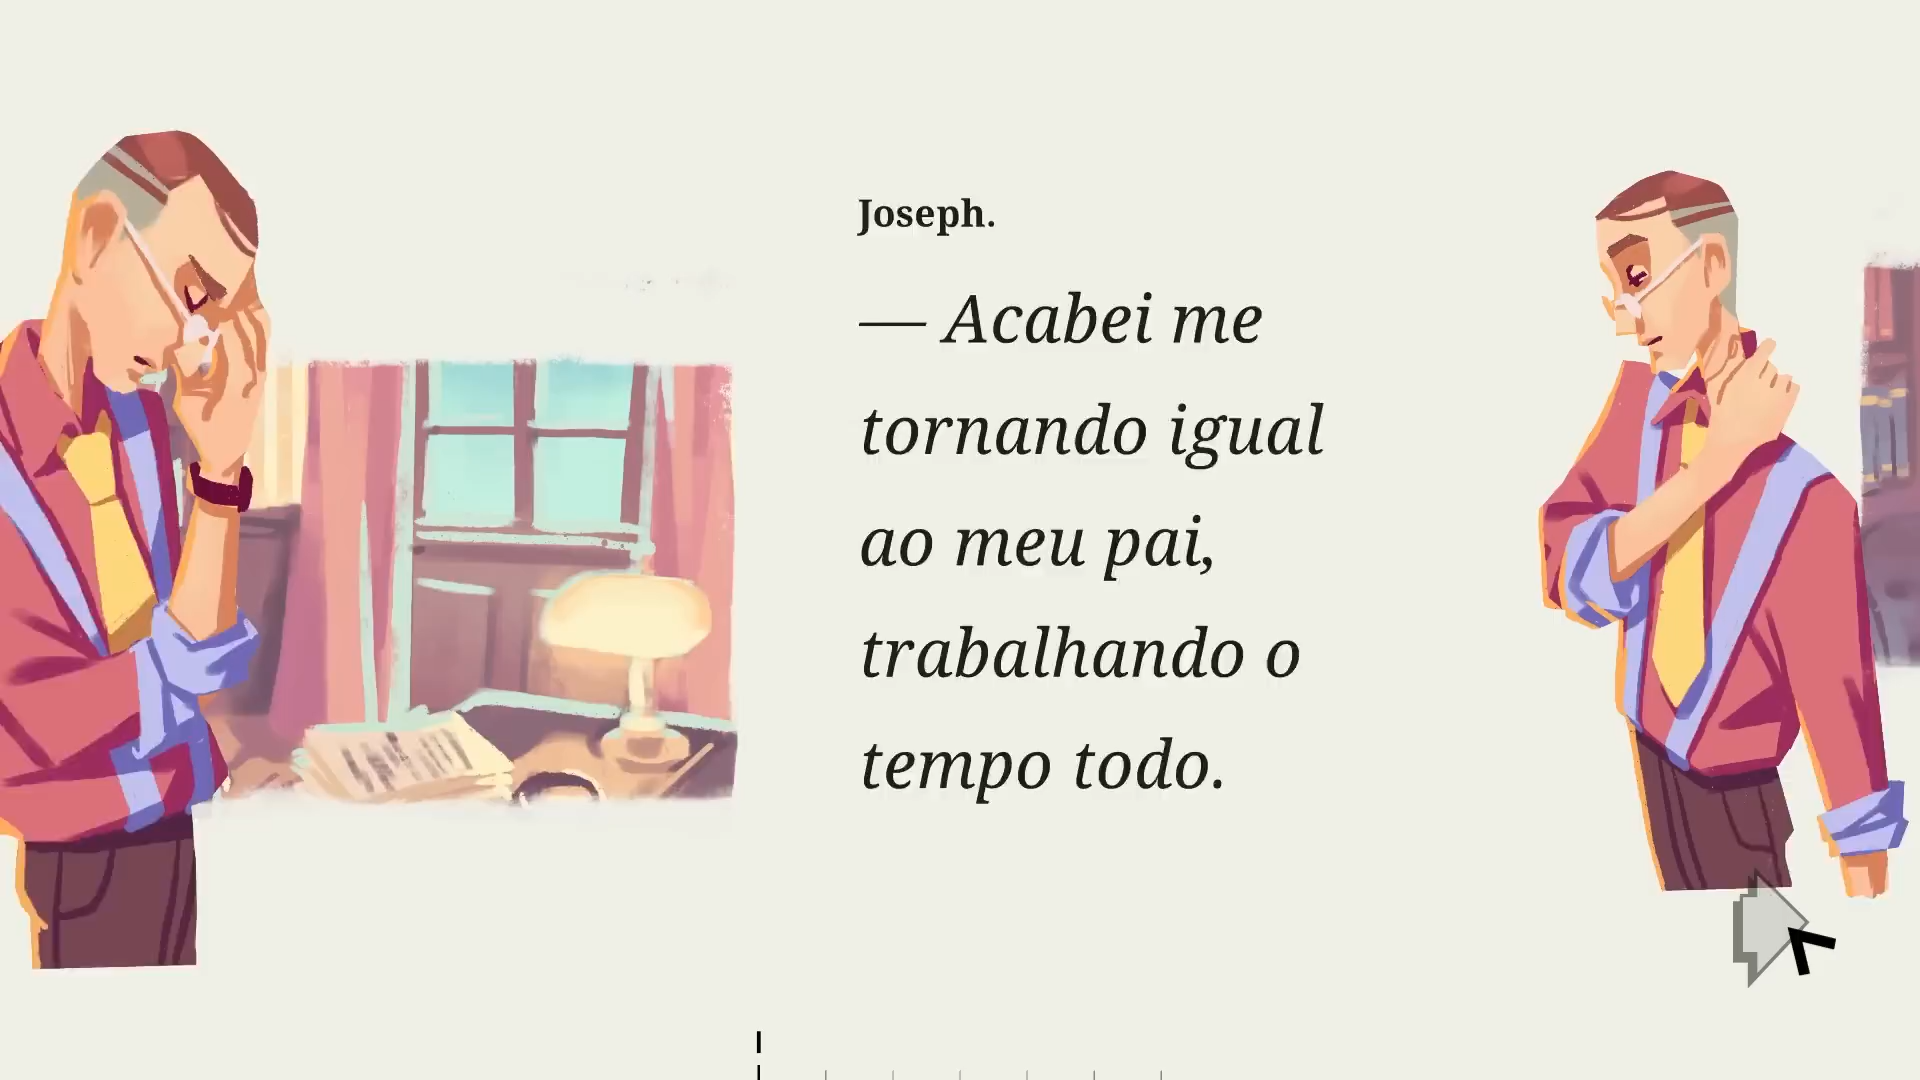 Joseph.
— Acabei me
tornando igual
ao meu pai,
trabalhando o
tempo todo.